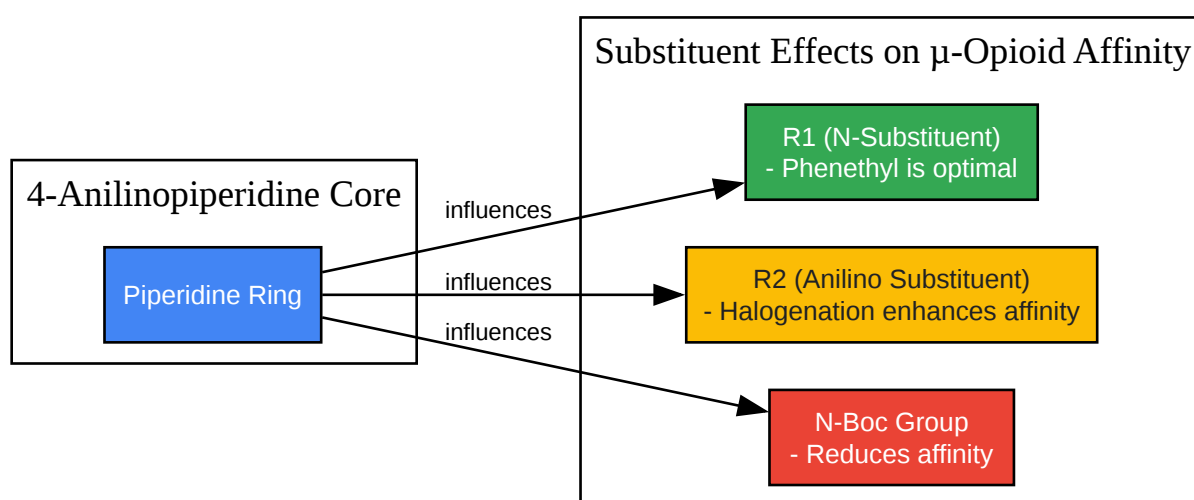 Substituent Effects on µ-Opioid Affinity
R1 (N-Substituent)
- Phenethyl is optimal
4-Anilinopiperidine Core
influences
Piperidine Ring
influences
R2 (Anilino Substituent)
- Halogenation enhances affinity
influences
N-Boc Group
- Reduces affinity